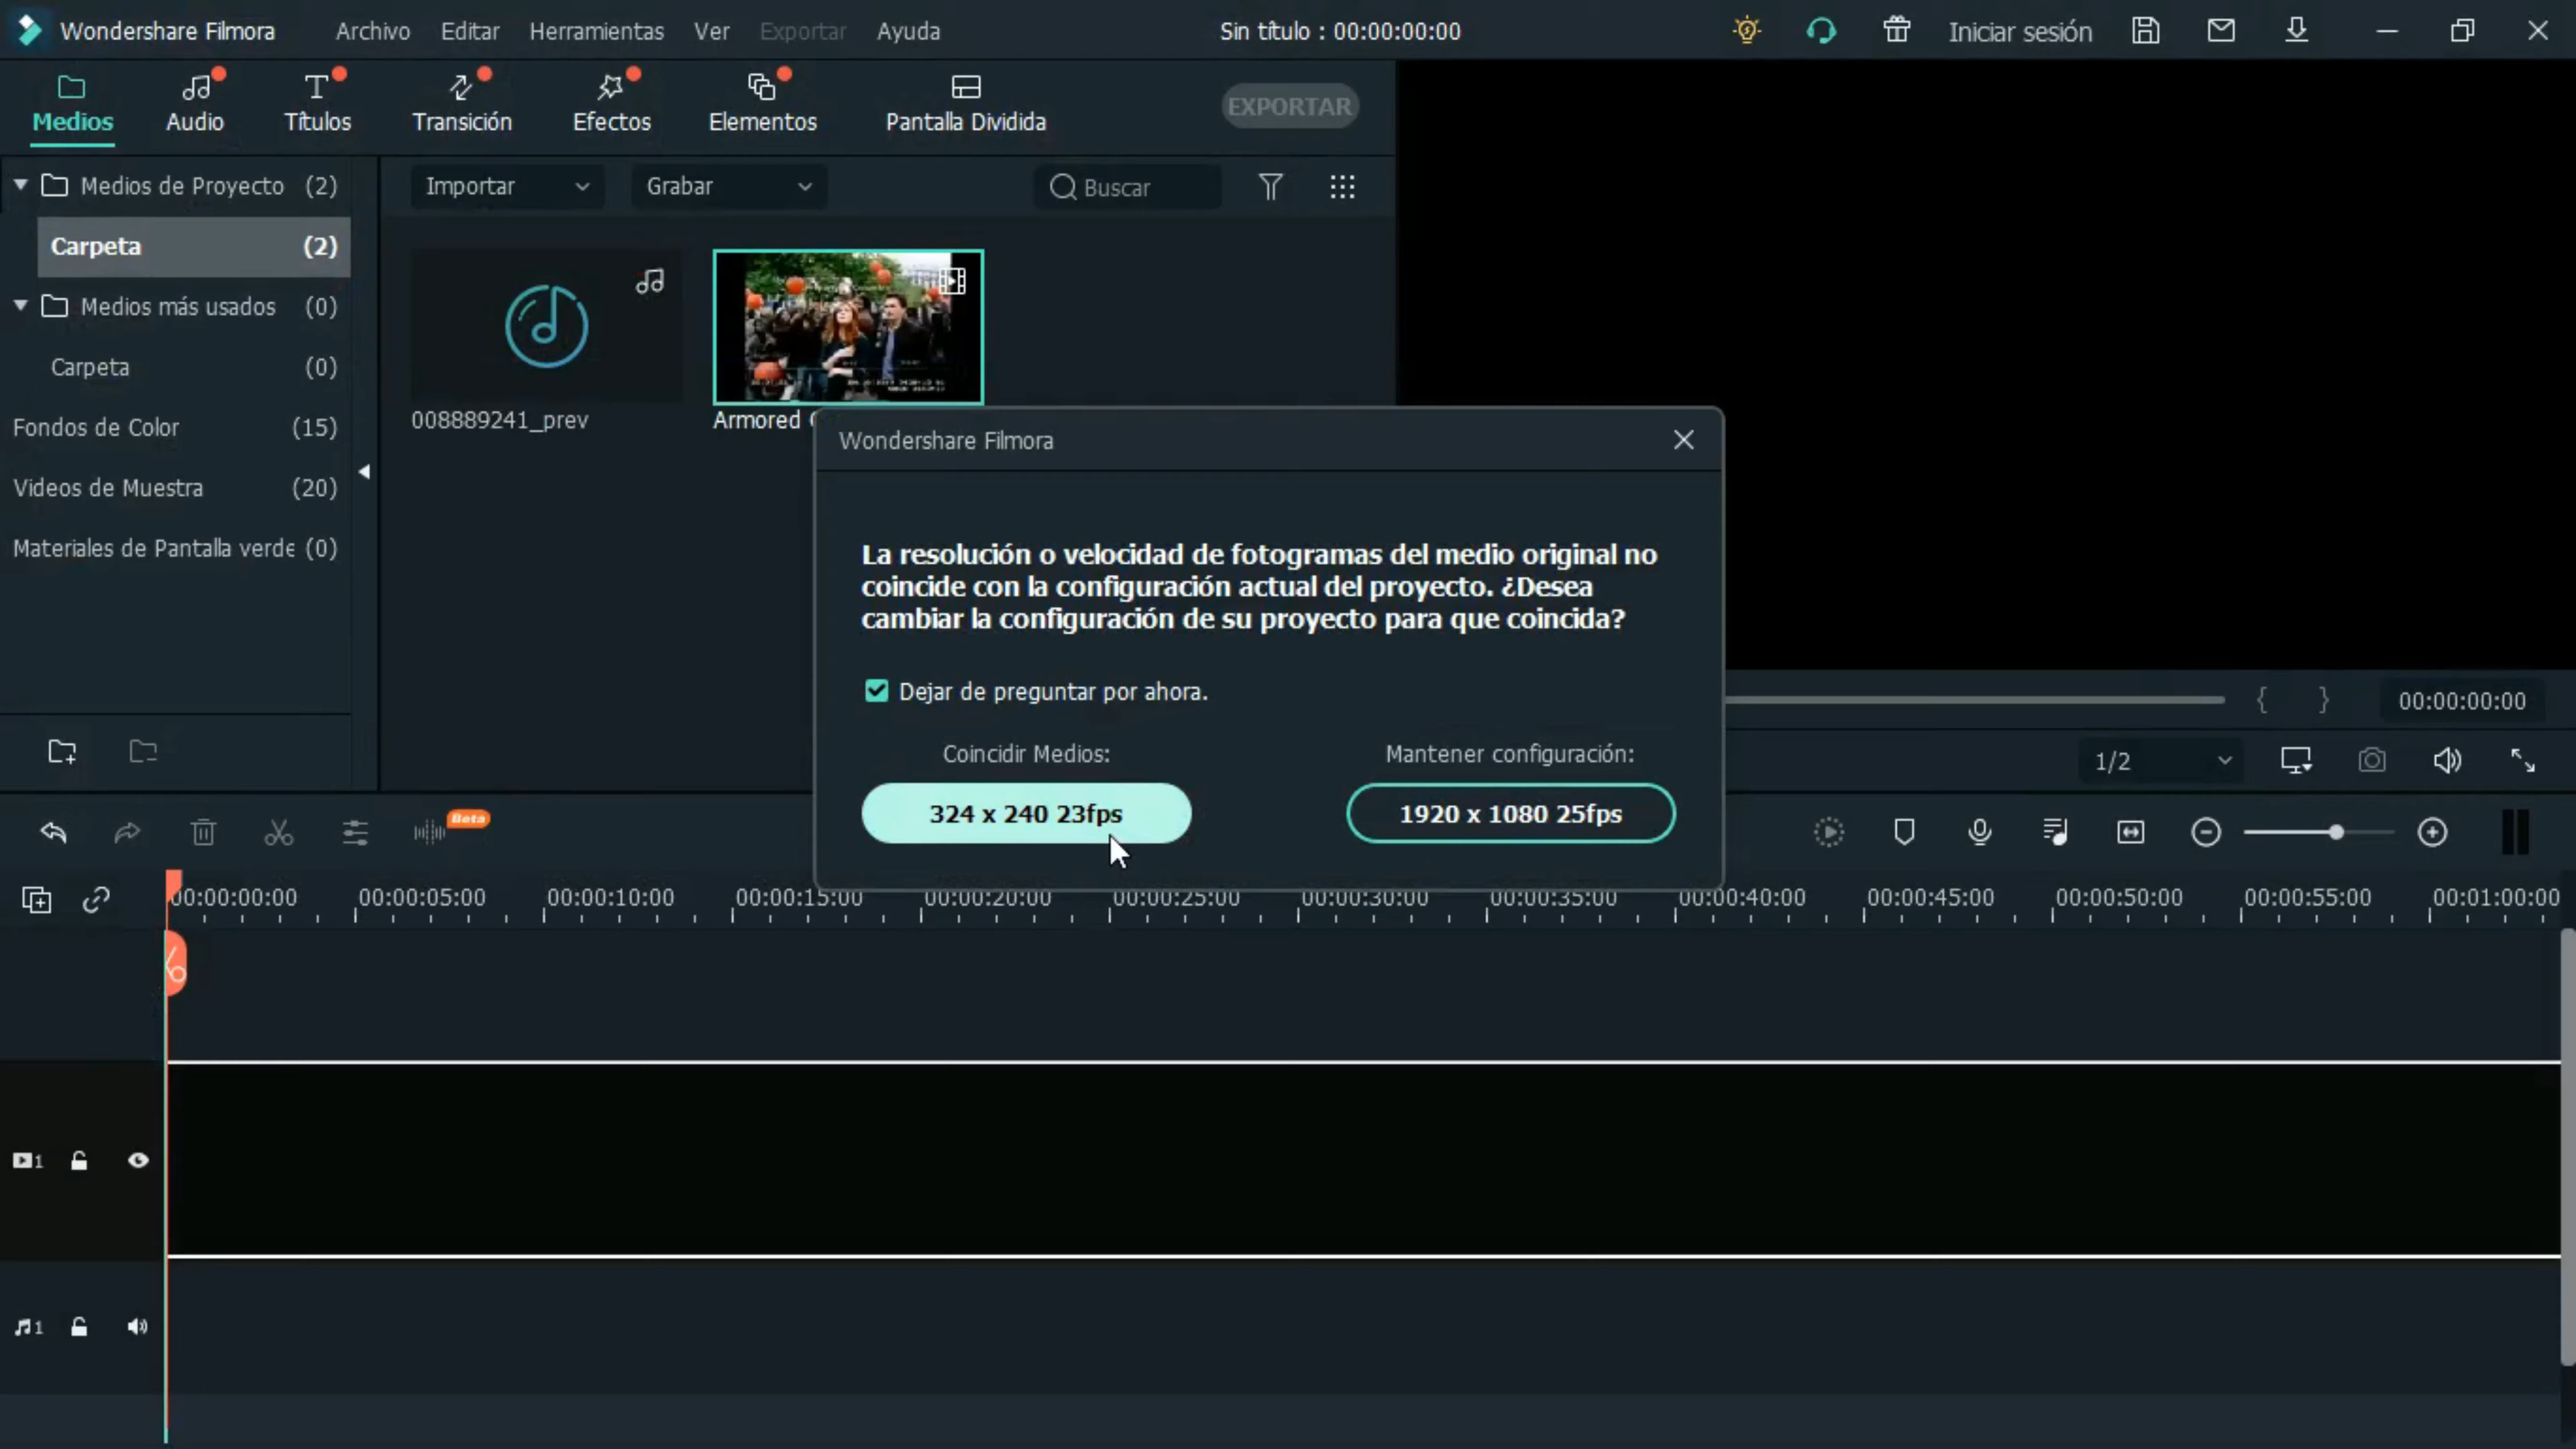 Wondershare Filmora
Archivo
Editar
Herramientas
Ver
Exportar
Ayuda
Sin título : 00:00:00:00
Iniciar sesión
Medios
Audio
Títulos
Transición
Efectos
Elementos
Pantalla Dividida
EXPORTAR
Medios de Proyecto (2)
Carpeta (2)
Medios más usados (0)
Carpeta (0)
Fondos de Color (15)
Videos de Muestra (20)
Materiales de Pantalla verde (0)
Importar
Grabar
Buscar
008889241_prev
Armored
Wondershare Filmora
La resolución o velocidad de fotogramas del medio original no
coincide con la configuración actual del proyecto. ¿Desea
cambiar la configuración de su proyecto para que coincida?
Dejar de preguntar por ahora.
Coincidir Medios:
Mantener configuración:
324 x 240 23fps
1920 x 1080 25fps
{ }
00:00:00:00
1/2
Beta
00:00:00:00
00:00:05:00
00:00:10:00
00:00:15:00
00:00:20:00
00:00:25:00
00:00:30:00
00:00:35:00
00:00:40:00
00:00:45:00
00:00:50:00
00:00:55:00
00:01:00:00
1
1